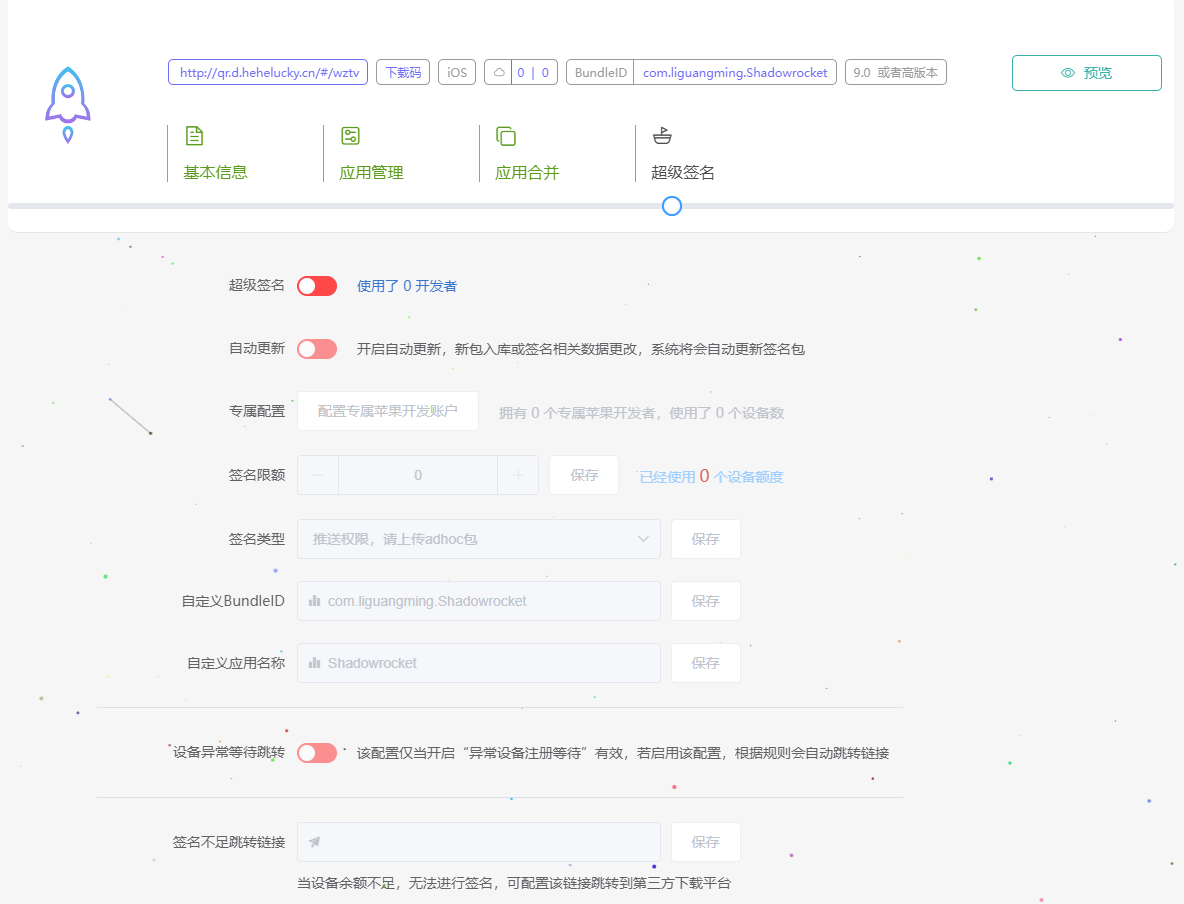 http://qr.d.hehelucky.cn/#/wztv 下载码 iOS 0 | 0 BundleID com.liguangming.Shadowrocket 9.0 或者高版本 预览
基本信息 应用管理 应用合并 超级签名
超级签名 使用了 0 开发者
自动更新 开启自动更新，新包入库或签名相关数据更改，系统将会自动更新签名包
专属配置 配置专属苹果开发账户 拥有 0 个专属苹果开发者，使用了 0 个设备数
签名限额 0 保存 已经使用 0 个设备额度
签名类型 推送权限，请上传adhoc包 保存
自定义BundleID com.liguangming.Shadowrocket 保存
自定义应用名称 Shadowrocket 保存
设备异常等待跳转 该配置仅当开启“异常设备注册等待”有效，若启用该配置，根据规则会自动跳转链接
签名不足跳转链接 保存
当设备余额不足，无法进行签名，可配置该链接跳转到第三方下载平台